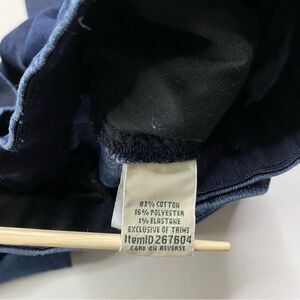 83% COTTON
16% POLYESTER
1% ELASTANE
EXCLUSIVE OF TRIMS
ItemID 267604
CARE ON REVERSE